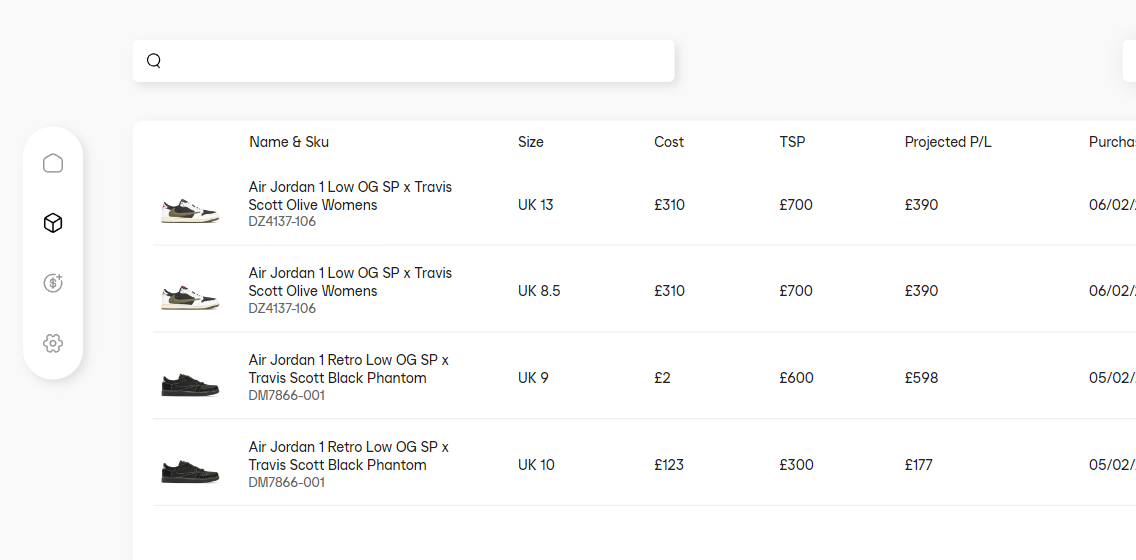 Name & Sku Size Cost TSP Projected P/L
Air Jordan 1 Low OG SP x Travis
Scott Olive Womens
DZ4137-106
UK 13 £310 £700 £390 06/02/
Air Jordan 1 Low OG SP x Travis
Scott Olive Womens
DZ4137-106
UK 8.5 £310 £700 £390 06/02/
Air Jordan 1 Retro Low OG SP x
Travis Scott Black Phantom
DM7866-001
UK 9 £2 £600 £598 05/02/
Air Jordan 1 Retro Low OG SP x
Travis Scott Black Phantom
DM7866-001
UK 10 £123 £300 £177 05/02/